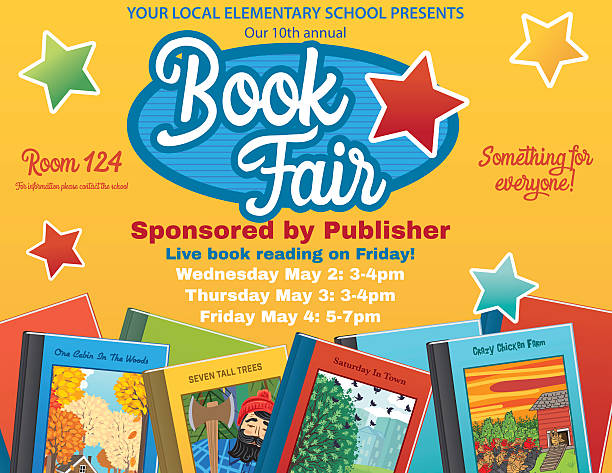 YOUR LOCAL ELEMENTARY SCHOOL PRESENTS
Our 10th annual
Book
Fair
Room 124
For information please contact the school
Something for
everyone!
Sponsored by Publisher
Live book reading on Friday!
Wednesday May 2: 3-4pm
Thursday May 3: 3-4pm
Friday May 4: 5-7pm
One Cabin In The Woods
SEVEN TALL TREES
Saturday In Town
Crazy Chicken Farm